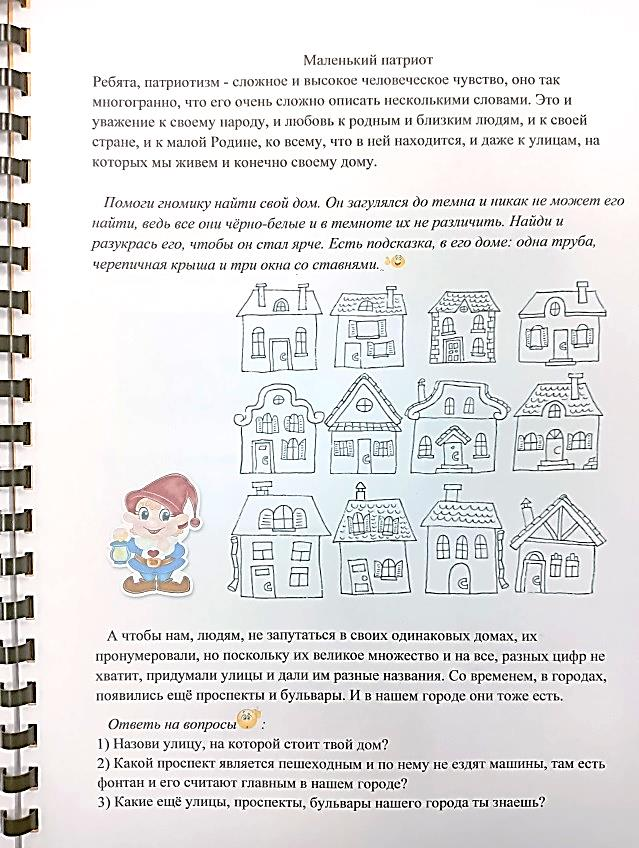 Маленький патриот
Ребята, патриотизм - сложное и высокое человеческое чувство, оно так
многогранно, что его очень сложно описать несколькими словами. Это и
уважение к своему народу, и любовь к родным и близким людям, и к своей
стране, и к малой Родине, ко всему, что в ней находится, и даже к улицам, на
которых мы живем и конечно своему дому.
Помоги гномику найти свой дом. Он загулялся до темна и никак не может его
найти, ведь все они чёрно-белые и в темноте их не различить. Найди и
разукрась его, чтобы он стал ярче. Есть подсказка, в его доме: одна труба,
черепичная крыша и три окна со ставнями.
А чтобы нам, людям, не запутаться в своих одинаковых домах, их
пронумеровали, но поскольку их великое множество и на все, разных цифр не
хватит, придумали улицы и дали им разные названия. Со временем, в городах,
появились ещё проспекты и бульвары. И в нашем городе они тоже есть.
Ответь на вопросы :
1) Назови улицу, на которой стоит твой дом?
2) Какой проспект является пешеходным и по нему не ездят машины, там есть
фонтан и его считают главным в нашем городе?
3) Какие ещё улицы, проспекты, бульвары нашего города ты знаешь?